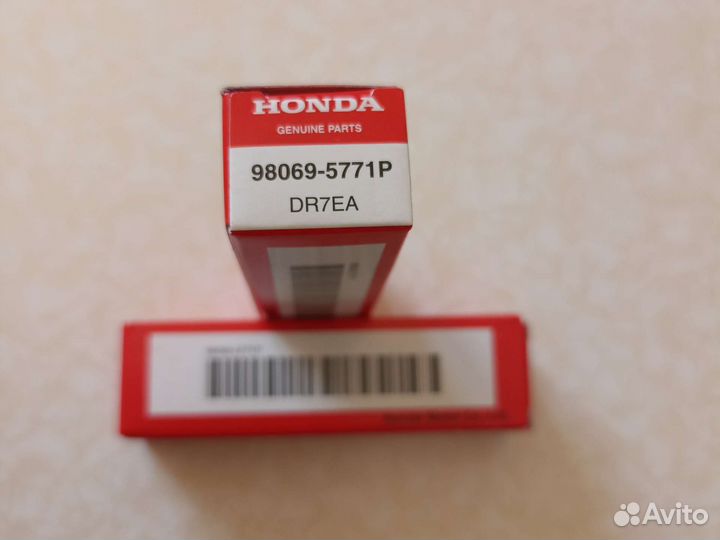 HONDA
GENUINE PARTS
98069-5771P
DR7EA
Avito